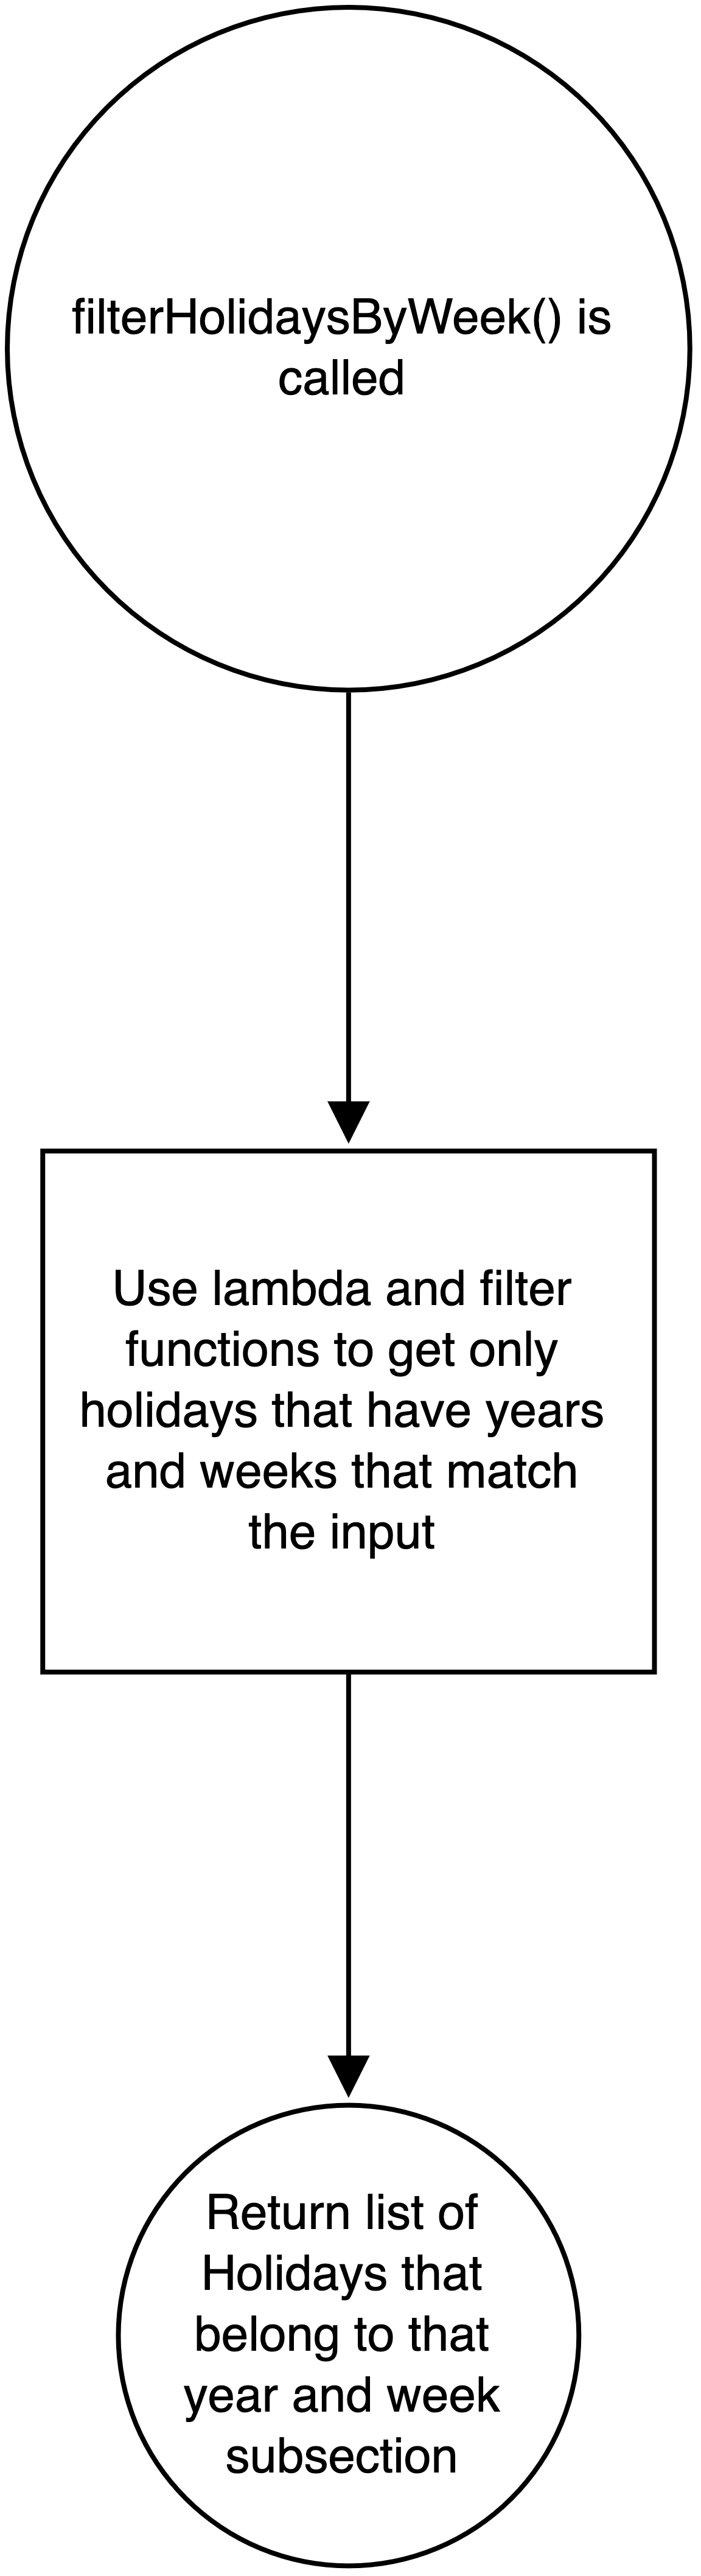 filterHolidaysByWeek() is
called
Use lambda and filter
functions to get only
holidays that have years
and weeks that match
the input
Return list of
Holidays that
belong to that
year and week
subsection